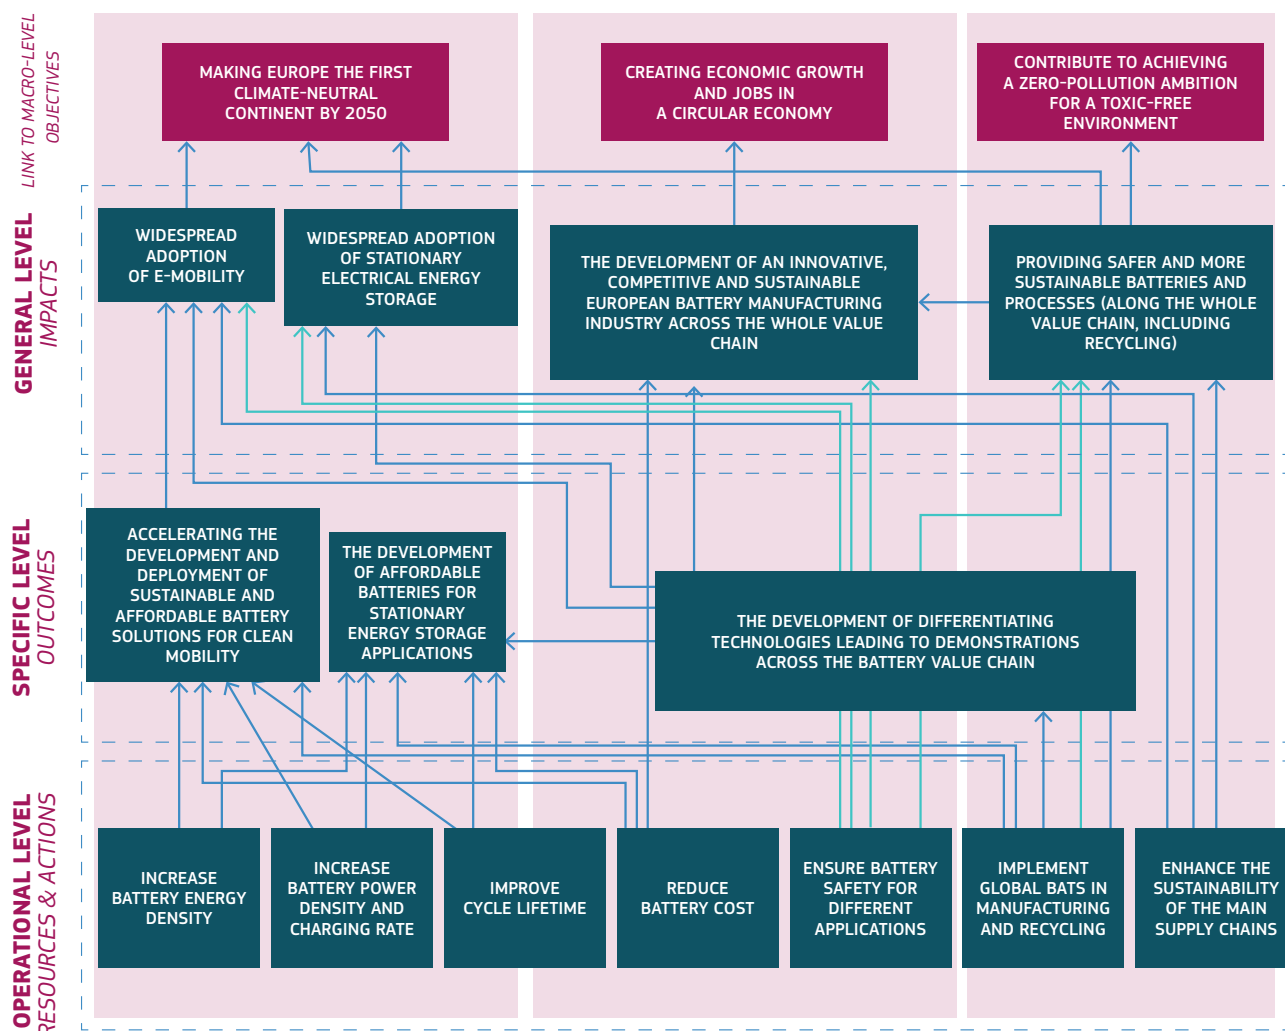 LINK TO MACRO-LEVEL
OBJECTIVES
MAKING EUROPE THE FIRST
CLIMATE-NEUTRAL
CONTINENT BY 2050
CREATING ECONOMIC GROWTH
AND JOBS IN
A CIRCULAR ECONOMY
CONTRIBUTE TO ACHIEVING
A ZERO-POLLUTION AMBITION
FOR A TOXIC-FREE
ENVIRONMENT
GENERAL LEVEL
IMPACTS
WIDESPREAD
ADOPTION
OF E-MOBILITY
WIDESPREAD ADOPTION
OF STATIONARY
ELECTRICAL ENERGY
STORAGE
THE DEVELOPMENT OF AN INNOVATIVE,
COMPETITIVE AND SUSTAINABLE
EUROPEAN BATTERY MANUFACTURING
INDUSTRY ACROSS THE WHOLE VALUE
CHAIN
PROVIDING SAFER AND MORE
SUSTAINABLE BATTERIES AND
PROCESSES (ALONG THE WHOLE
VALUE CHAIN, INCLUDING
RECYCLING)
SPECIFIC LEVEL
OUTCOMES
ACCELERATING THE
DEVELOPMENT AND
DEPLOYMENT OF
SUSTAINABLE AND
AFFORDABLE BATTERY
SOLUTIONS FOR CLEAN
MOBILITY
THE DEVELOPMENT
OF AFFORDABLE
BATTERIES FOR
STATIONARY
ENERGY STORAGE
APPLICATIONS
THE DEVELOPMENT OF DIFFERENTIATING
TECHNOLOGIES LEADING TO DEMONSTRATIONS
ACROSS THE BATTERY VALUE CHAIN
OPERATIONAL LEVEL
RESOURCES & ACTIONS
INCREASE
BATTERY ENERGY
DENSITY
INCREASE
BATTERY POWER
DENSITY AND
CHARGING RATE
IMPROVE
CYCLE LIFETIME
REDUCE
BATTERY COST
ENSURE BATTERY
SAFETY FOR
DIFFERENT
APPLICATIONS
IMPLEMENT
GLOBAL BATS IN
MANUFACTURING
AND RECYCLING
ENHANCE THE
SUSTAINABILITY
OF THE MAIN
SUPPLY CHAINS